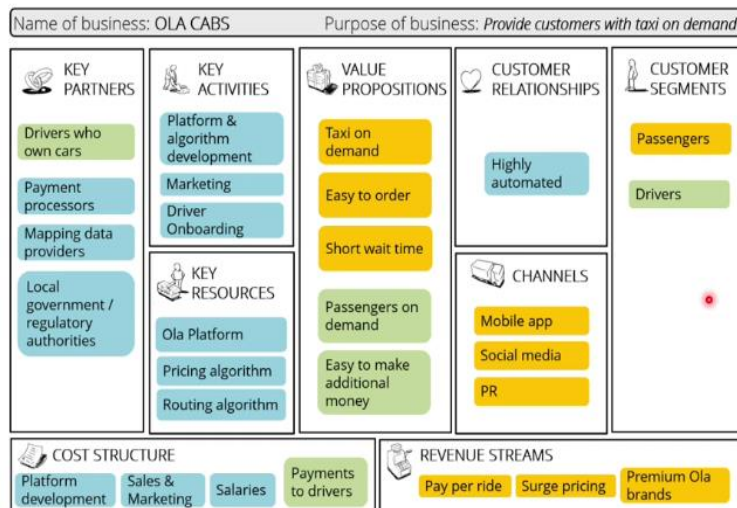 Name of business: OLA CABS
Purpose of business: Provide customers with taxi on demand
KEY
PARTNERS
Drivers who
own cars
Payment
processors
Mapping data
providers
Local
government /
regulatory
authorities
KEY
ACTIVITIES
Platform &
algorithm
development
Marketing
Driver
Onboarding
KEY
RESOURCES
Ola Platform
Pricing algorithm
Routing algorithm
VALUE
PROPOSITIONS
Taxi on
demand
Easy to order
Short wait time
Passengers on
demand
Easy to make
additional
money
CUSTOMER
RELATIONSHIPS
Highly
automated
CHANNELS
Mobile app
Social media
PR
CUSTOMER
SEGMENTS
Passengers
Drivers
COST STRUCTURE
Platform
development
Sales &
Marketing
Salaries
Payments
to drivers
REVENUE STREAMS
Pay per ride
Surge pricing
Premium Ola
brands